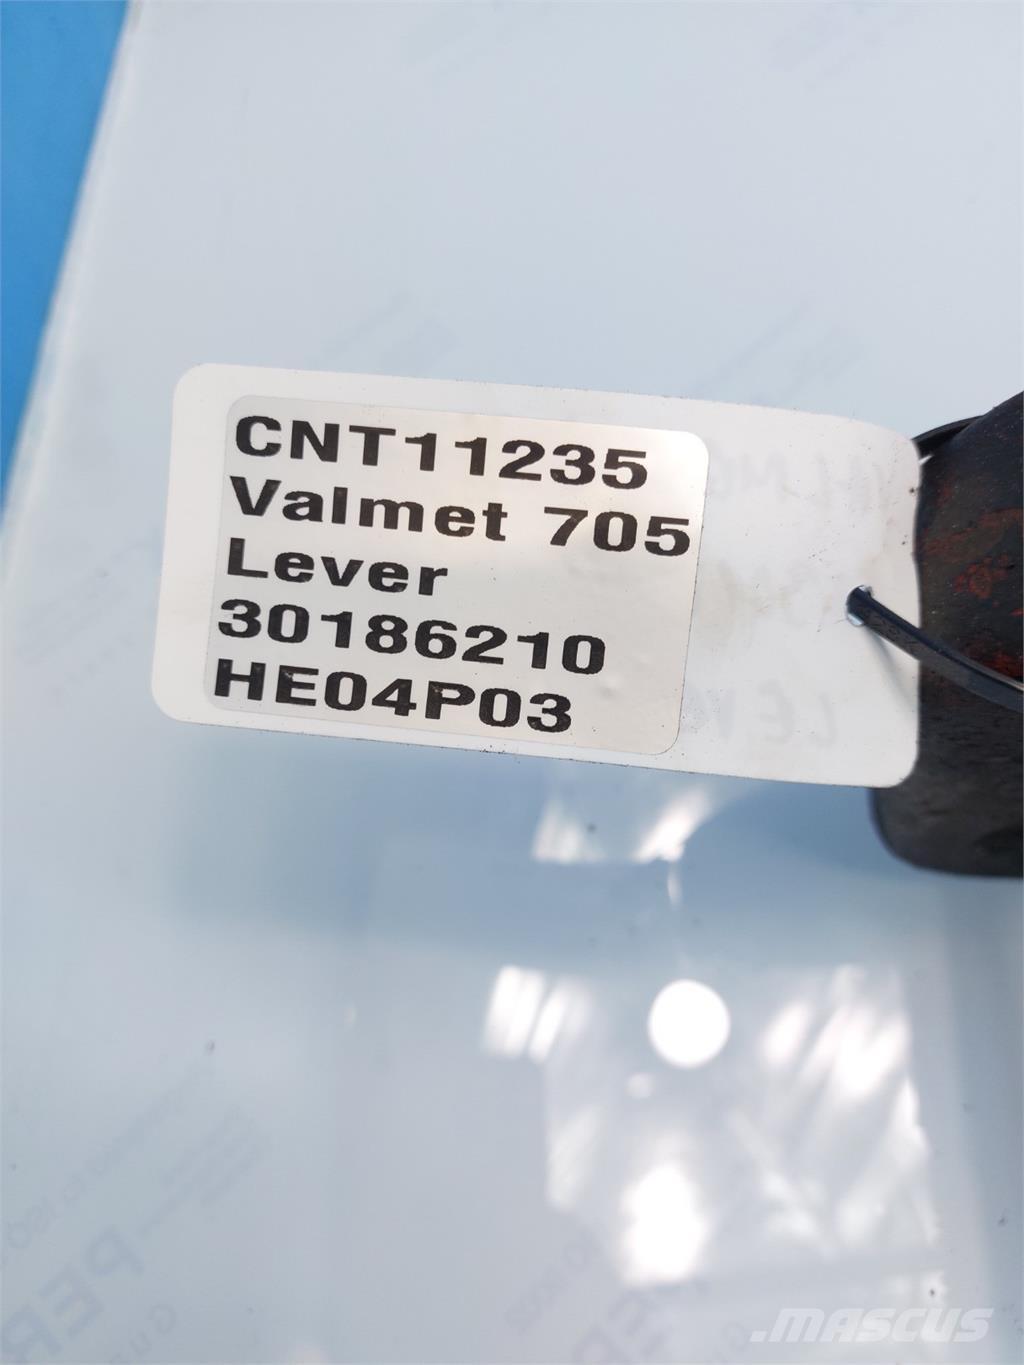 CNT11235
Valmet 705
Lever
30186210
HE04P03
.MASCUS